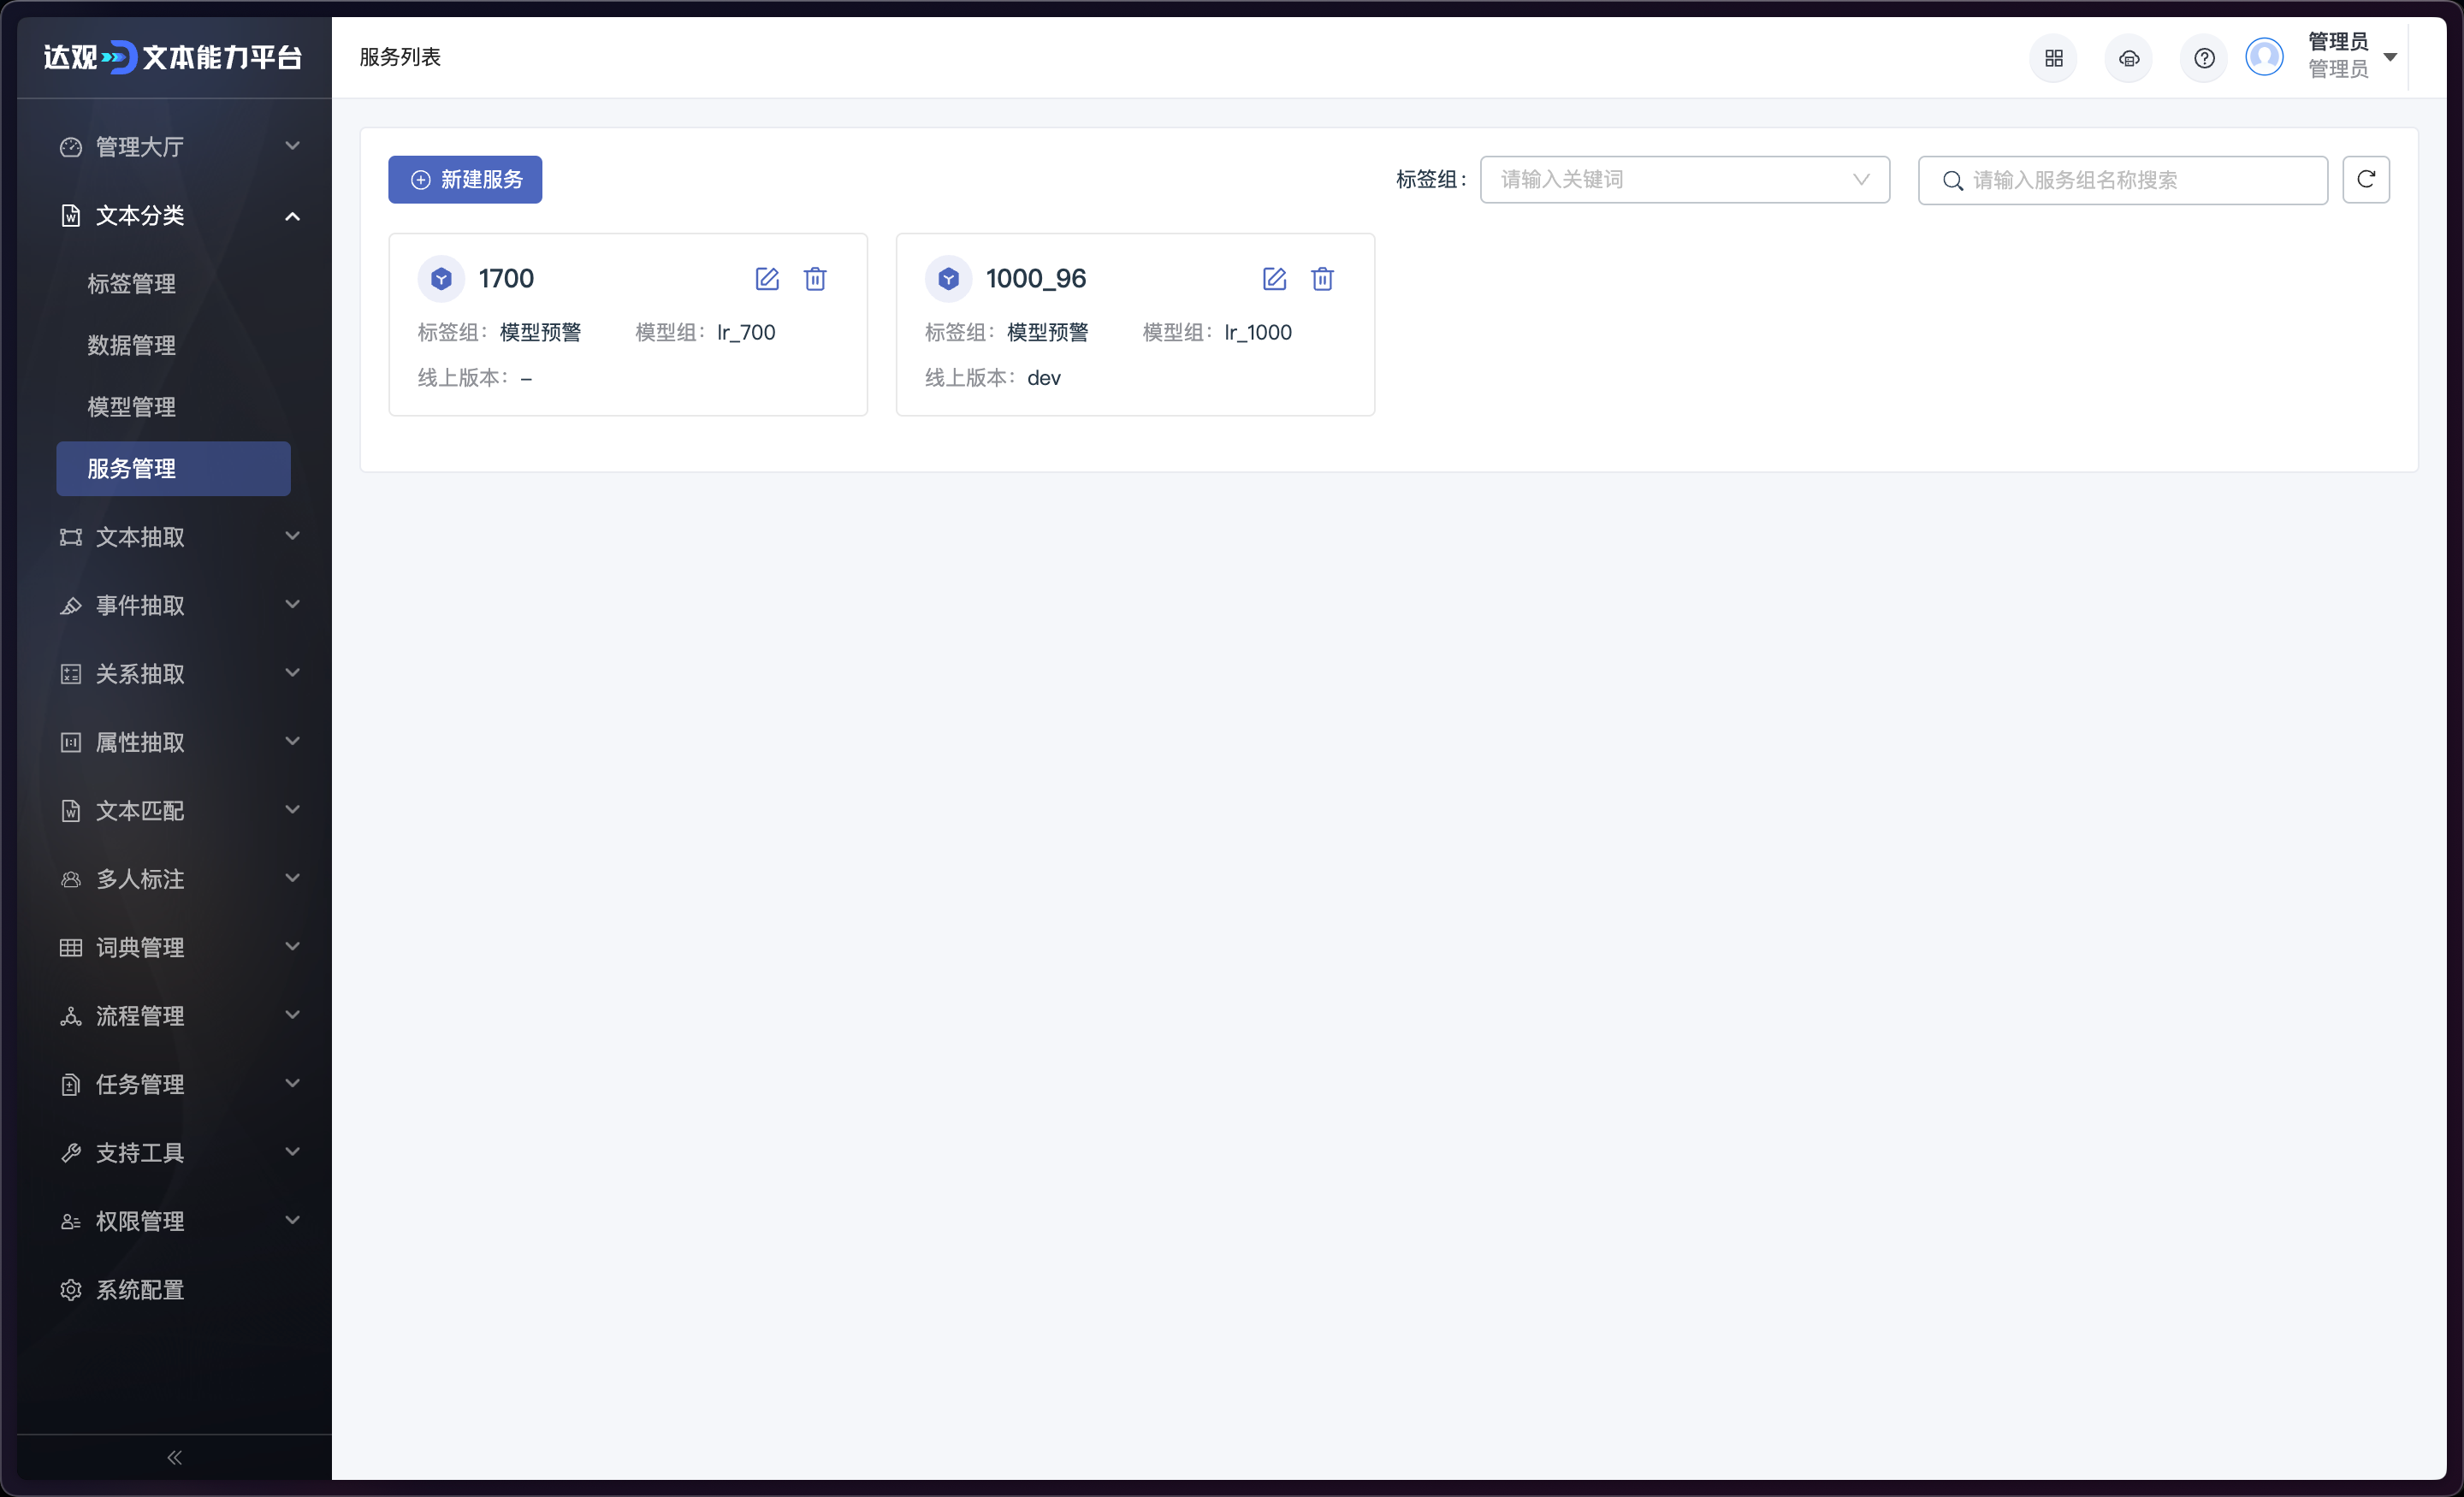 达观 文本能力平台
服务列表
管理员
管理员
管理大厅
文本分类
标签管理
数据管理
模型管理
服务管理
文本抽取
事件抽取
关系抽取
属性抽取
文本匹配
多人标注
词典管理
流程管理
任务管理
支持工具
权限管理
系统配置
新建服务
标签组： 请输入关键词
请输入服务组名称搜索
1700
标签组： 模型预警 模型组： lr_700
线上版本： –
1000_96
标签组： 模型预警 模型组： lr_1000
线上版本： dev